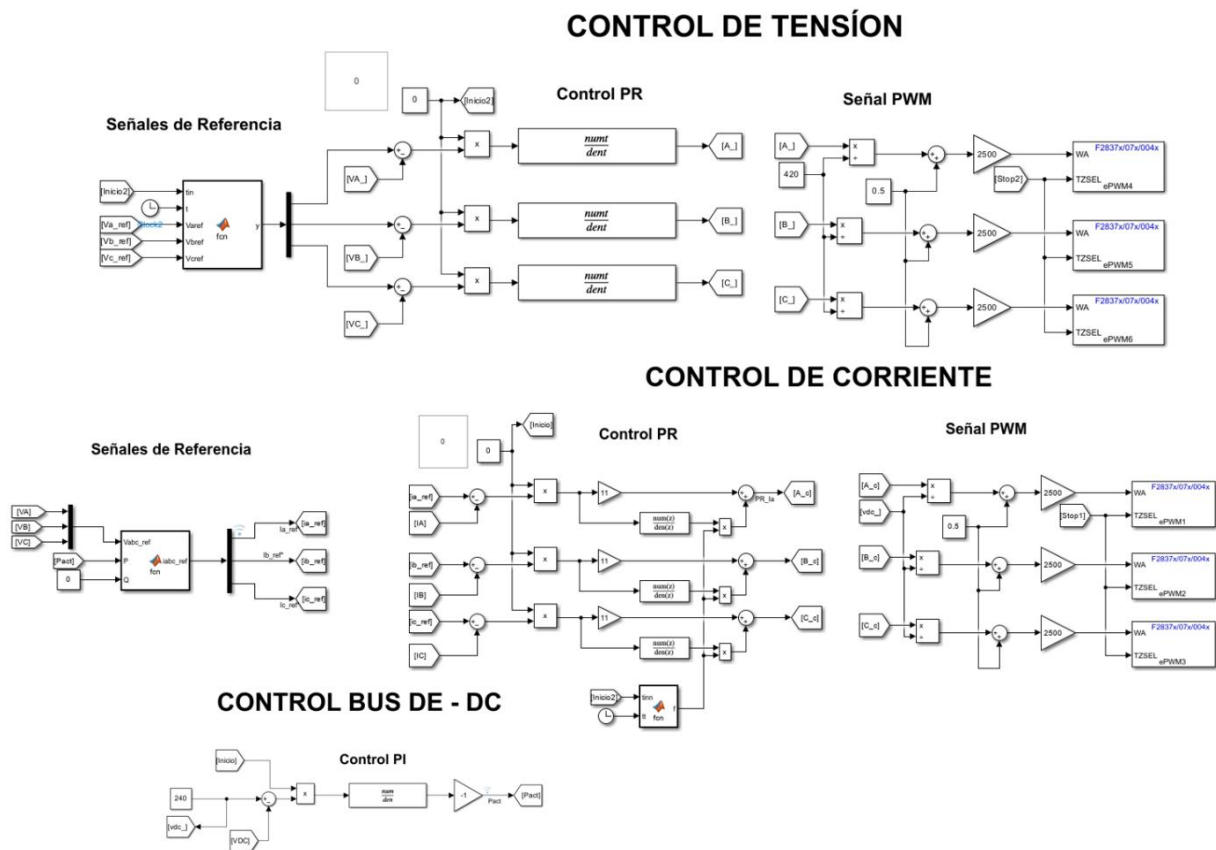 CONTROL DE TENSÍON
0
0
[Inicio2]
Control PR
Señal PWM
Señales de Referencia
[Inicio2]
[Va_ref]
[Vb_ref]
[Vc_ref]
tin
t
Varef
Vbref
Vcref
fcn
y
[VA_]
[VB_]
[VC_]
x
x
x
numt
dent
numt
dent
numt
dent
[A_]
[B_]
[C_]
[A_]
420
[B_]
[C_]
0.5
2500
2500
2500
[Stop2]
F2837x/07x/004x
WA
TZSEL
ePWM4
F2837x/07x/004x
WA
TZSEL
ePWM5
F2837x/07x/004x
WA
TZSEL
ePWM6
CONTROL DE CORRIENTE
0
0
[Inicio]
Control PR
Señal PWM
Señales de Referencia
[VA]
[VB]
[VC]
[Pact]
0
Vabc_ref
P
Q
fcn
iabc_ref
Ia_ref
Ib_ref*
Ic_ref
[ia_ref]
[ib_ref]
[ic_ref]
[ia_ref]
[IA]
[ib_ref]
[IB]
[ic_ref]
[IC]
x
x
x
11
11
11
num(z)
den(z)
num(z)
den(z)
num(z)
den(z)
x
x
x
PR_Ia
[A_c]
[B_c]
[C_c]
[Inicio2]
tinn
tt
fcn
f
[A_c]
[vdc_]
[B_c]
[C_c]
0.5
2500
2500
2500
[Stop1]
F2837x/07x/004x
WA
TZSEL
ePWM1
F2837x/07x/004x
WA
TZSEL
ePWM2
F2837x/07x/004x
WA
TZSEL
ePWM3
CONTROL BUS DE - DC
Control PI
[Inicio]
240
[vdc_]
[VDC]
x
num
den
-1
Pact
[Pact]